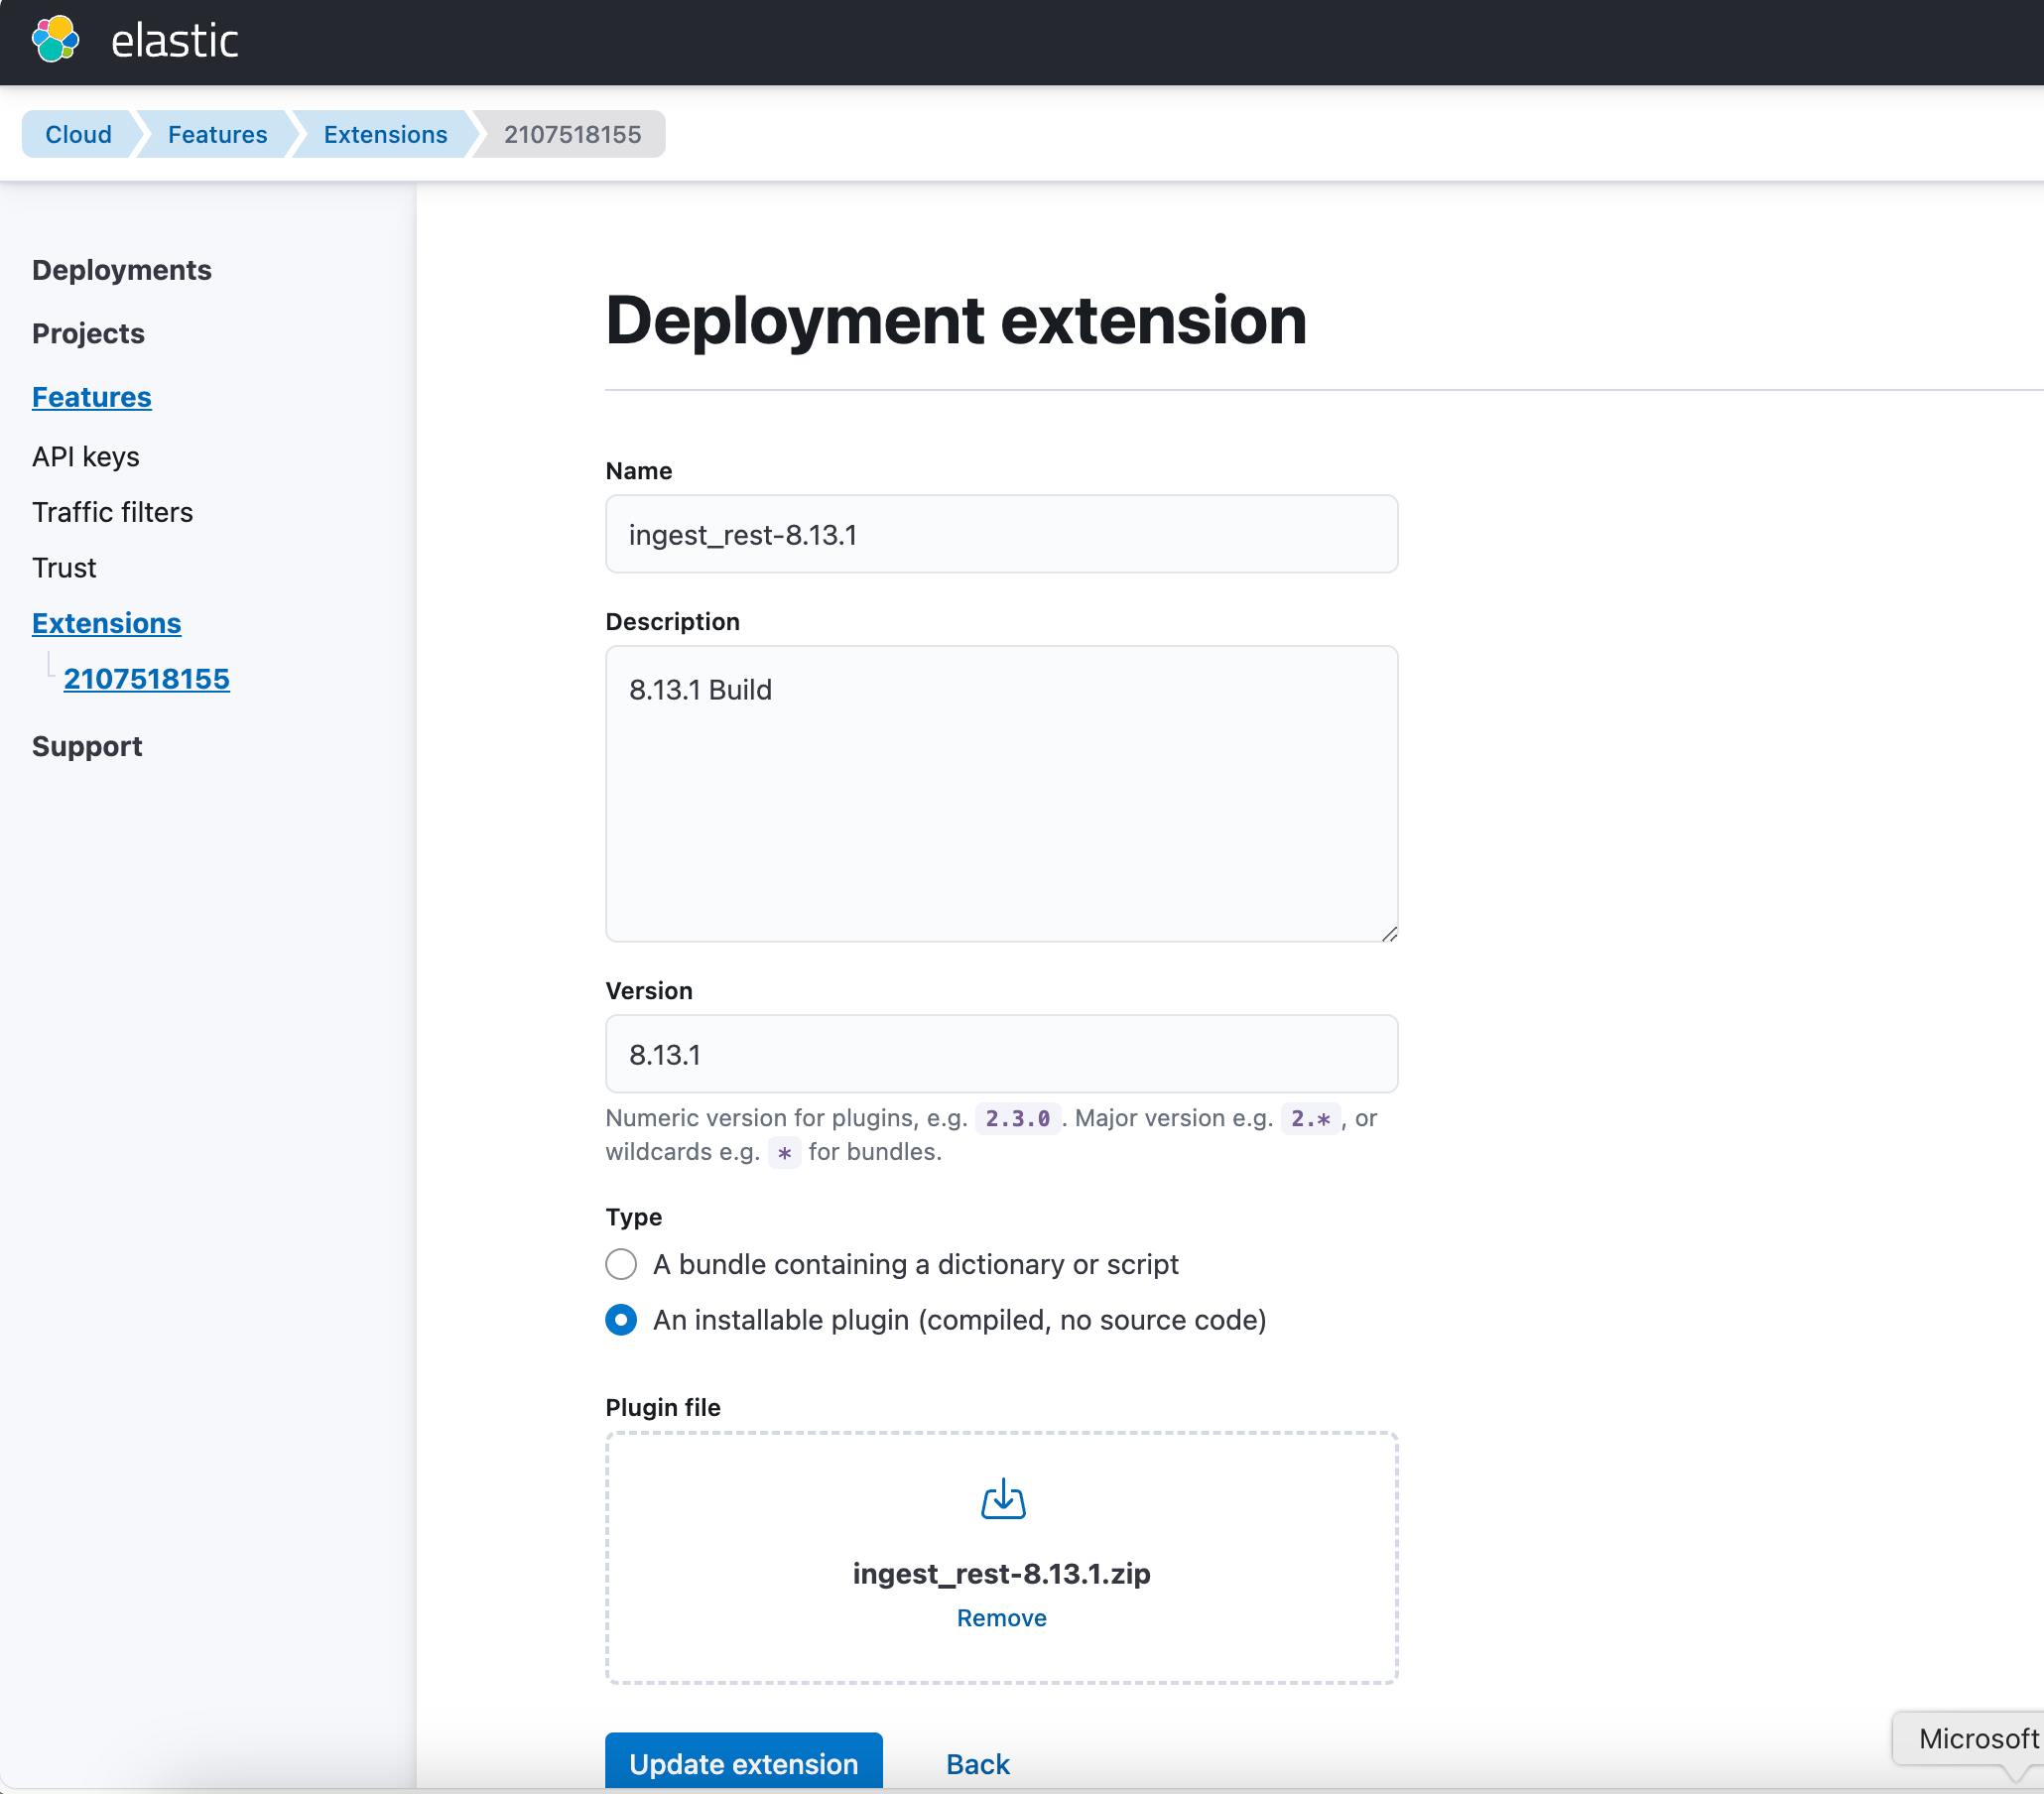 elastic
Cloud
Features
Extensions
2107518155
Deployments
Projects
Features
API keys
Traffic filters
Trust
Extensions
2107518155
Support
Deployment extension
Name
ingest_rest-8.13.1
Description
8.13.1 Build
Version
8.13.1
Numeric version for plugins, e.g. 2.3.0. Major version e.g. 2.*, or
wildcards e.g. * for bundles.
Type
A bundle containing a dictionary or script
An installable plugin (compiled, no source code)
Plugin file
ingest_rest-8.13.1.zip
Remove
Update extension
Back
Microsoft